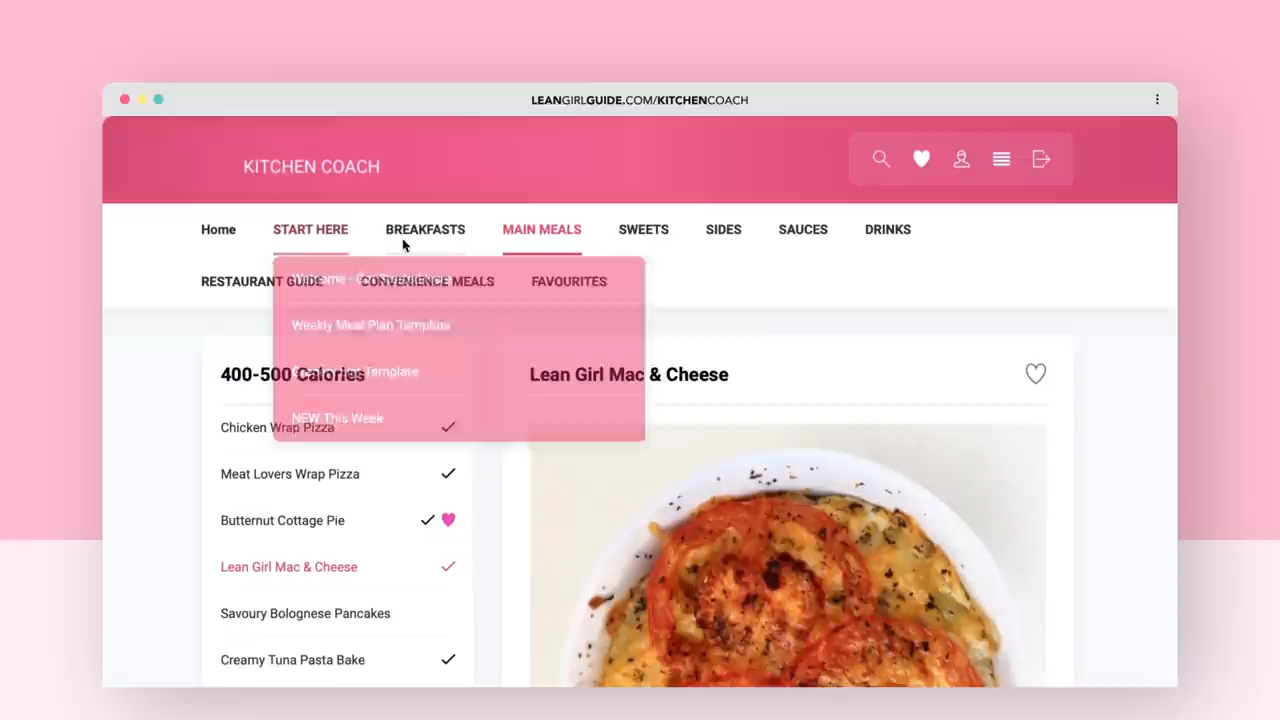 LEANGIRLGUIDE.COM/KITCHENCOACH
KITCHEN COACH
Home START HERE BREAKFASTS MAIN MEALS SWEETS SIDES SAUCES DRINKS
RESTAURANT GUIDE CONVENIENCE MEALS FAVOURITES
Weekly Meal Plan Template
Template
NEW This Week
400-500 Calories
Chicken Wrap Pizza
Meat Lovers Wrap Pizza
Butternut Cottage Pie
Lean Girl Mac & Cheese
Savoury Bolognese Pancakes
Creamy Tuna Pasta Bake
Lean Girl Mac & Cheese